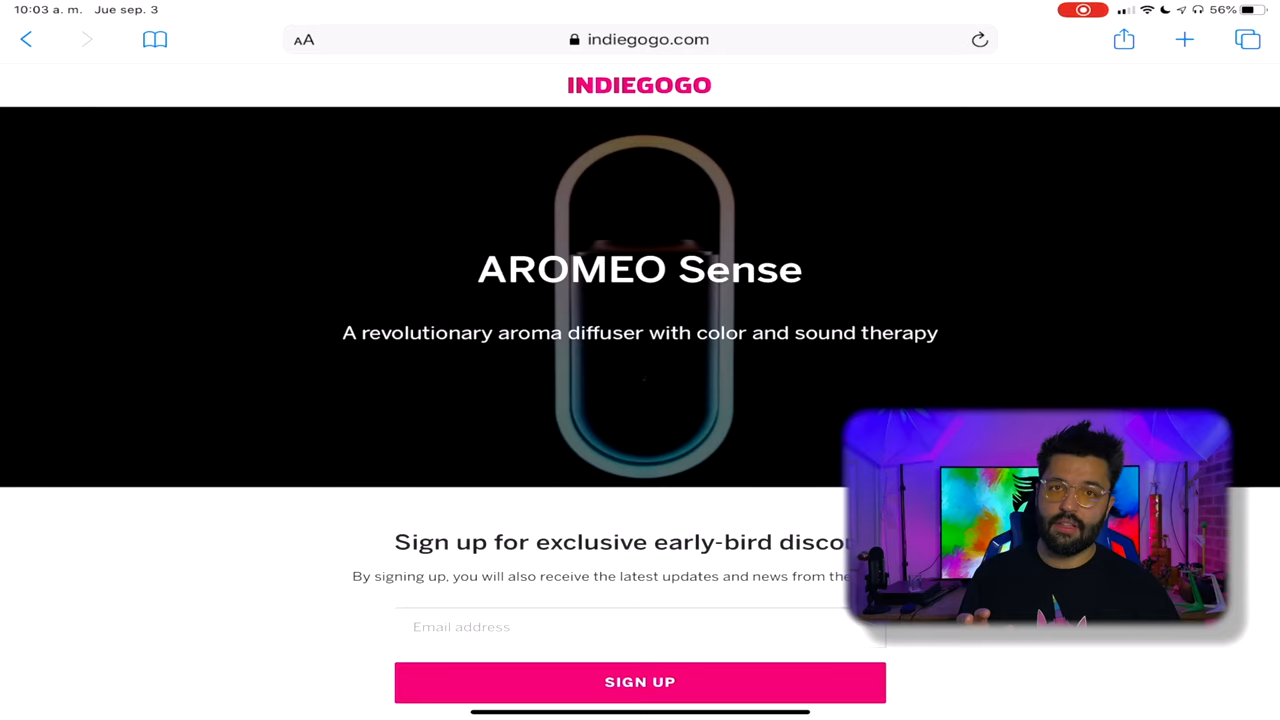 10:03 a. m. Jue sep. 3
56%
AA
indiegogo.com
INDIEGOGO
AROMEO Sense
A revolutionary aroma diffuser with color and sound therapy
Sign up for exclusive early-bird
By signing up, you will also receive the latest updates and news from the
Email address
SIGN UP